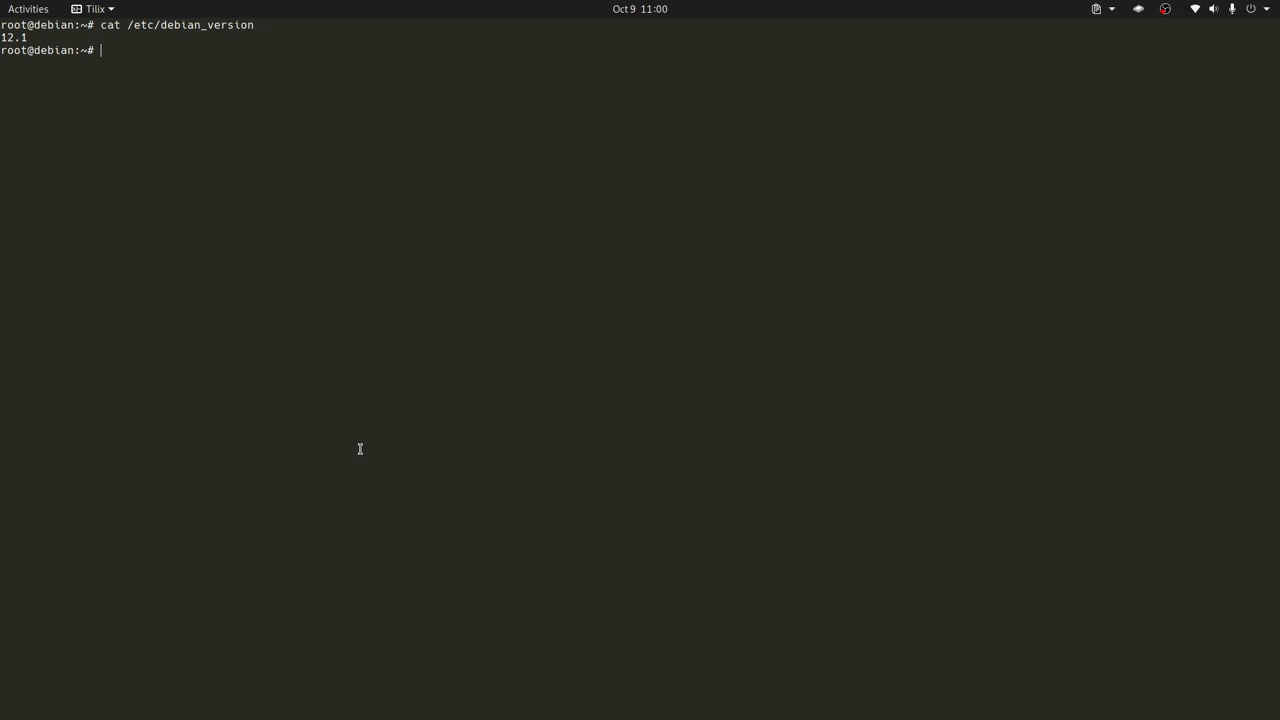 Activities Tilix Oct 9 11:00
root@debian:~# cat /etc/debian_version
12.1
root@debian:~#